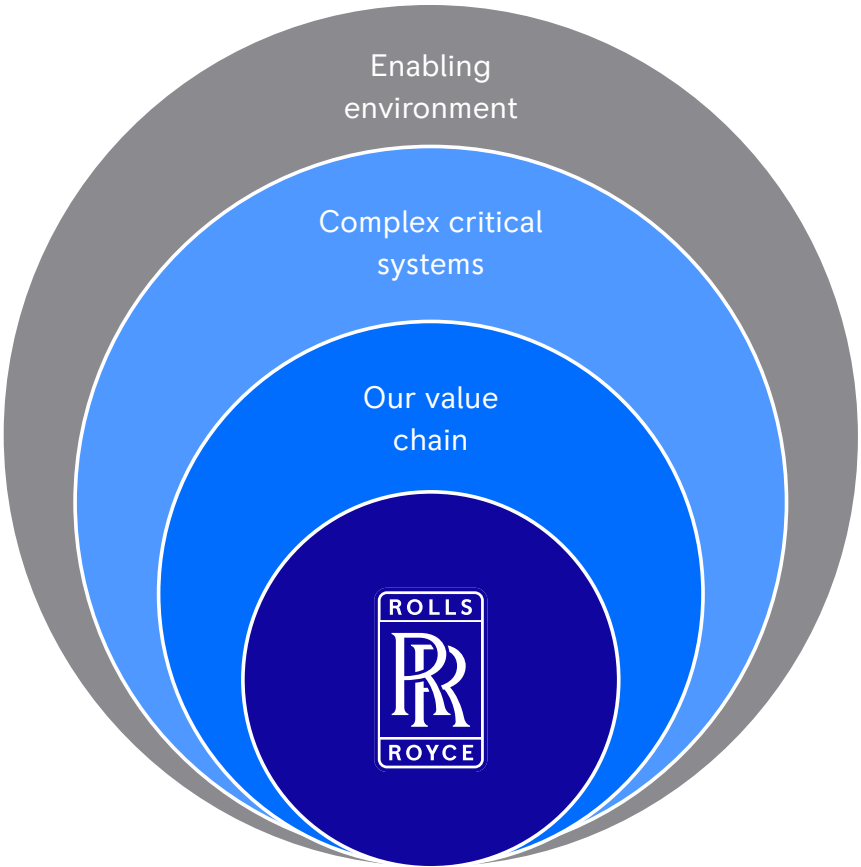 Enabling
environment
Complex critical
systems
Our value
chain
ROLLS
RR
ROYCE